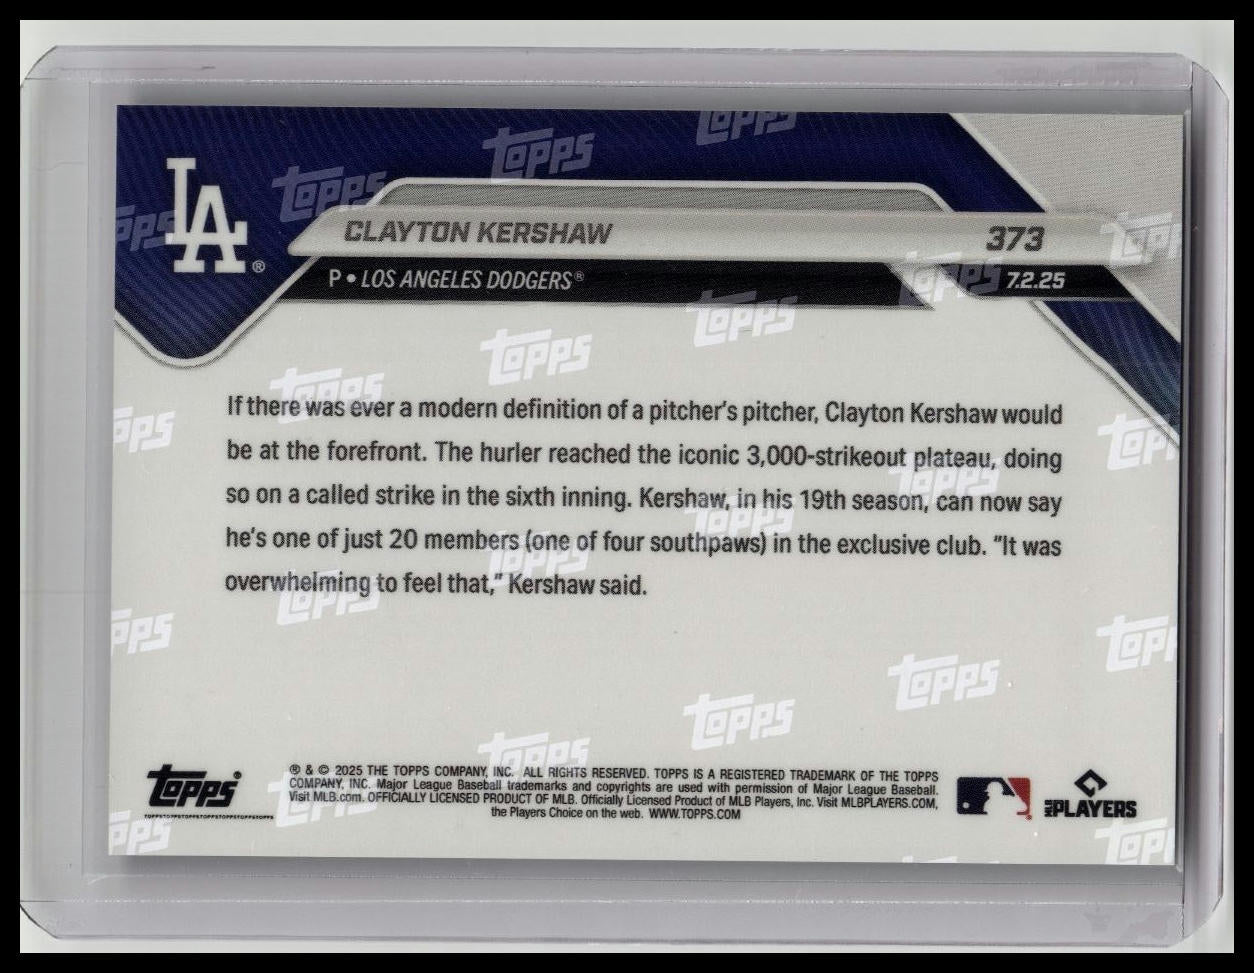 LA®
CLAYTON KERSHAW 373
P • LOS ANGELES DODGERS® 7.2.25
If there was ever a modern definition of a pitcher's pitcher, Clayton Kershaw would
be at the forefront. The hurler reached the iconic 3,000-strikeout plateau, doing
so on a called strike in the sixth inning. Kershaw, in his 19th season, can now say
he's one of just 20 members (one of four southpaws) in the exclusive club. "It was
overwhelming to feel that," Kershaw said.
Topps®
® & © 2025 THE TOPPS COMPANY, INC. ALL RIGHTS RESERVED. TOPPS IS A REGISTERED TRADEMARK OF THE TOPPS
COMPANY, INC. Major League Baseball trademarks and copyrights are used with permission of Major League Baseball.
Visit MLB.com. OFFICIALLY LICENSED PRODUCT OF MLB. Officially Licensed Product of MLB Players, Inc. Visit MLBPLAYERS.COM,
the Players Choice on the web. WWW.TOPPS.COM
MLB PLAYERS